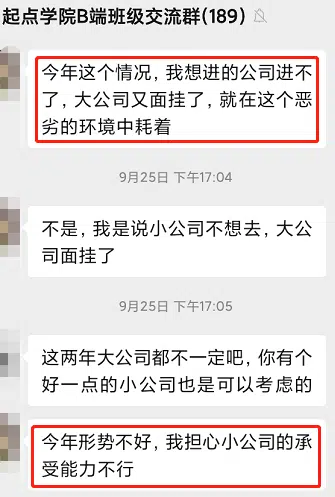 起点学院B端班级交流群(189)
今年这个情况，我想进的公司进不
了，大公司又面挂了，就在这个恶
劣的环境中耗着
9月25日 下午17:04
不是，我是说小公司不想去，大公
司面挂了
9月25日 下午17:05
这两年大公司都不一定吧，你有个
好一点的小公司也是可以考虑的
今年形势不好，我担心小公司的承
受能力不行